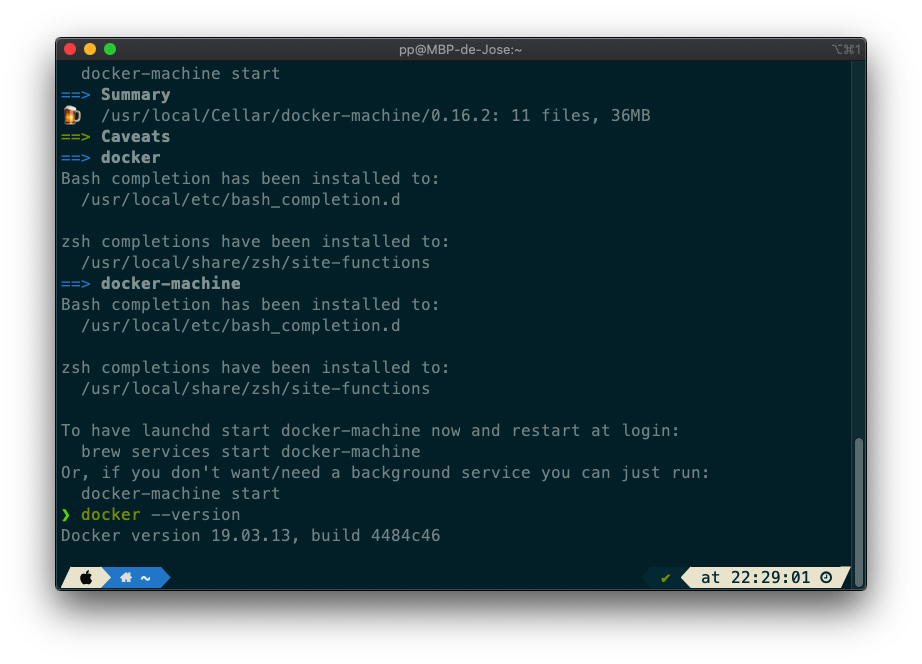 pp@MBP-de-Jose:~
⌥⌘1
docker-machine start
==> Summary
🍺  /usr/local/Cellar/docker-machine/0.16.2: 11 files, 36MB
==> Caveats
==> docker
Bash completion has been installed to:
/usr/local/etc/bash_completion.d
zsh completions have been installed to:
/usr/local/share/zsh/site-functions
==> docker-machine
Bash completion has been installed to:
/usr/local/etc/bash_completion.d
zsh completions have been installed to:
/usr/local/share/zsh/site-functions
To have launchd start docker-machine now and restart at login:
brew services start docker-machine
Or, if you don't want/need a background service you can just run:
docker-machine start
❯ docker --version
Docker version 19.03.13, build 4484c46
~ ✔ at 22:29:01